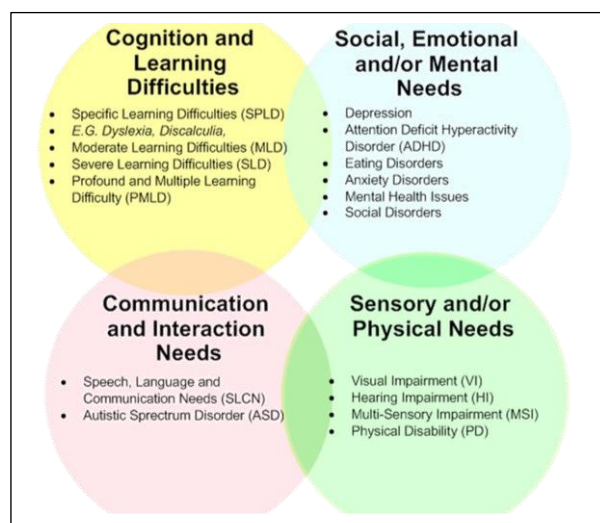 Cognition and
Learning
Difficulties
• Specific Learning Difficulties (SPLD)
• E.G. Dyslexia, Discalculia,
• Moderate Learning Difficulties (MLD)
• Severe Learning Difficulties (SLD)
• Profound and Multiple Learning
Difficulty (PMLD)
Social, Emotional
and/or Mental
Needs
• Depression
• Attention Deficit Hyperactivity
Disorder (ADHD)
• Eating Disorders
• Anxiety Disorders
• Mental Health Issues
• Social Disorders
Communication
and Interaction
Needs
• Speech, Language and
Communication Needs (SLCN)
• Autistic Sprectrum Disorder (ASD)
Sensory and/or
Physical Needs
• Visual Impairment (VI)
• Hearing Impairment (HI)
• Multi-Sensory Impairment (MSI)
• Physical Disability (PD)